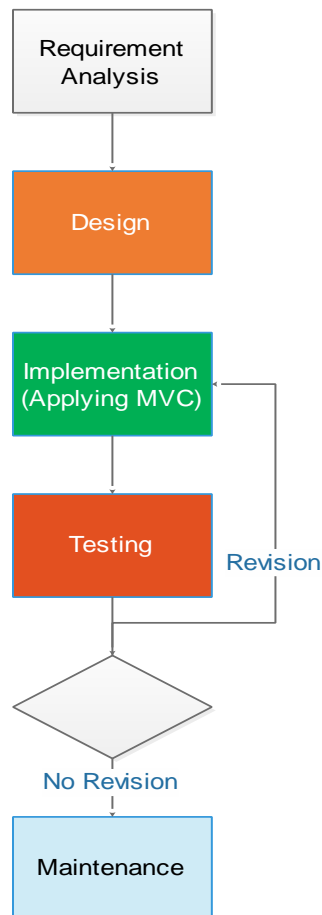 Requirement
Analysis
Design
Implementation
(Applying MVC)
Testing
Revision
No Revision
Maintenance